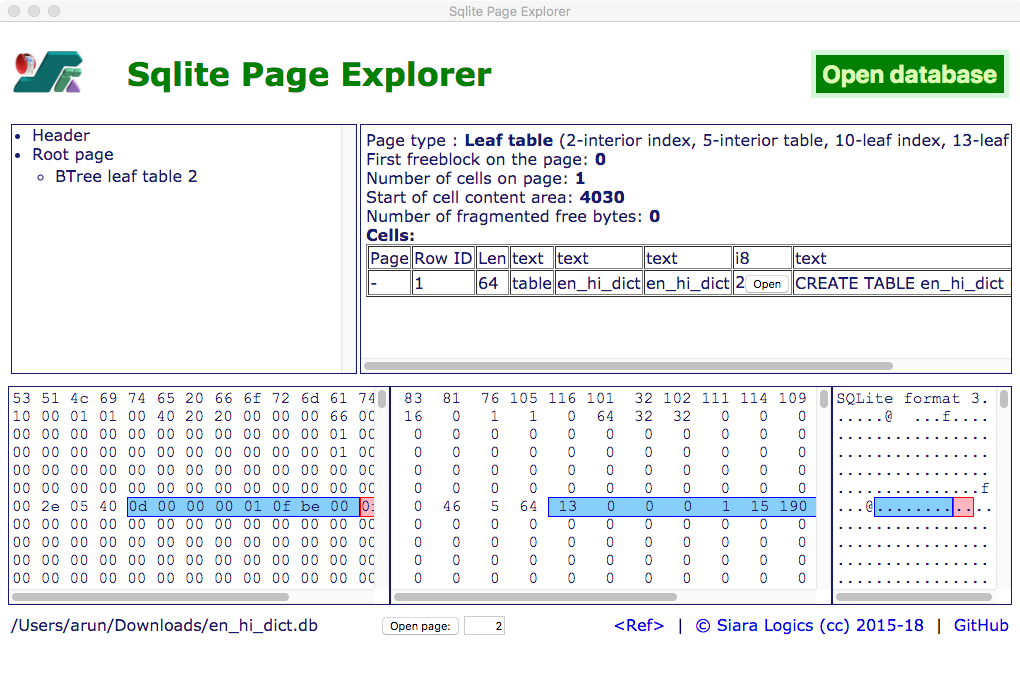 Sqlite Page Explorer
Sqlite Page Explorer
Open database
Header
Root page
BTree leaf table 2
Page type : Leaf table (2-interior index, 5-interior table, 10-leaf index, 13-leaf
First freeblock on the page: 0
Number of cells on page: 1
Start of cell content area: 4030
Number of fragmented free bytes: 0
Cells:
Page Row ID Len text text text i8 text
- 1 64 table en_hi_dict en_hi_dict 2 Open CREATE TABLE en_hi_dict
53 51 4c 69 74 65 20 66 6f 72 6d 61 74
10 00 01 01 00 40 20 20 00 00 00 66 00
00 00 00 00 00 00 00 00 00 00 00 01 00
00 00 00 00 00 00 00 00 00 00 00 01 00
00 00 00 00 00 00 00 00 00 00 00 00 00
00 00 00 00 00 00 00 00 00 00 00 00 00
00 2e 05 40 0d 00 00 00 01 0f be 00
00 00 00 00 00 00 00 00 00 00 00 00 00
00 00 00 00 00 00 00 00 00 00 00 00 00
00 00 00 00 00 00 00 00 00 00 00 00 00
00 00 00 00 00 00 00 00 00 00 00 00 00
83 81 76 105 116 101 32 102 111 114 109
16 0 1 1 0 64 32 32 0 0 0
0 0 0 0 0 0 0 0 0 0 0
0 0 0 0 0 0 0 0 0 0 0
0 0 0 0 0 0 0 0 0 0 0
0 0 0 0 0 0 0 0 0 0 0
0 46 5 64 13 0 0 0 1 15 190
0 0 0 0 0 0 0 0 0 0 0
0 0 0 0 0 0 0 0 0 0 0
0 0 0 0 0 0 0 0 0 0 0
0 0 0 0 0 0 0 0 0 0 0
SQLite format 3.
.....@  ...f....
................
................
................
...............f
...@............
................
................
................
................
/Users/arun/Downloads/en_hi_dict.db
Open page: 2
<Ref> | © Siara Logics (cc) 2015-18 | GitHub